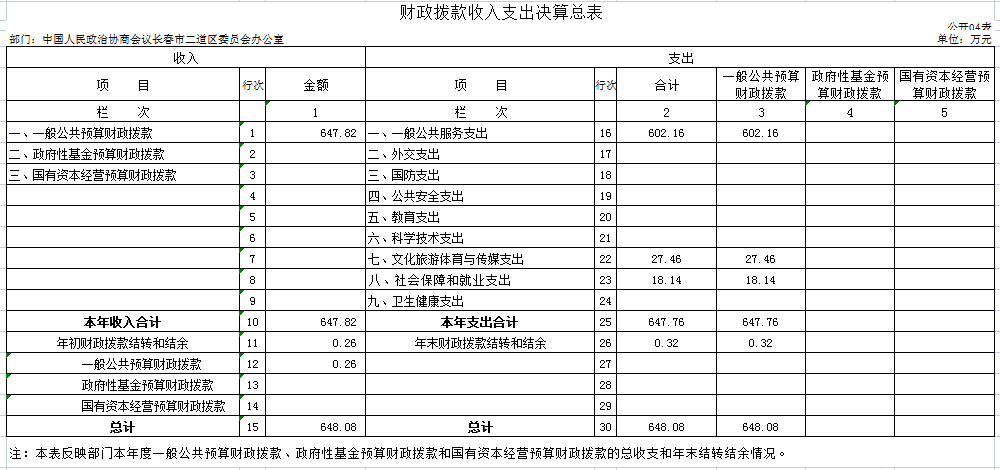 财政拨款收入支出决算总表
公开04表
部门：中国人民政治协商会议长春市二道区委员会办公室 单位：万元
收入 支出
项 目 行次 金额 项 目 行次 合计 一般公共预算财政拨款 政府性基金预算财政拨款 国有资本经营预算财政拨款
栏 次 1 栏 次 2 3 4 5
一、一般公共预算财政拨款 1 647.82 一、一般公共服务支出 16 602.16 602.16
二、政府性基金预算财政拨款 2 二、外交支出 17
三、国有资本经营预算财政拨款 3 三、国防支出 18
4 四、公共安全支出 19
5 五、教育支出 20
6 六、科学技术支出 21
7 七、文化旅游体育与传媒支出 22 27.46 27.46
8 八、社会保障和就业支出 23 18.14 18.14
9 九、卫生健康支出 24
本年收入合计 10 647.82 本年支出合计 25 647.76 647.76
年初财政拨款结转和结余 11 0.26 年末财政拨款结转和结余 26 0.32 0.32
一般公共预算财政拨款 12 0.26 27
政府性基金预算财政拨款 13 28
国有资本经营预算财政拨款 14 29
总计 15 648.08 总计 30 648.08 648.08
注：本表反映部门本年度一般公共预算财政拨款、政府性基金预算财政拨款和国有资本经营预算财政拨款的总收支和年末结转结余情况。